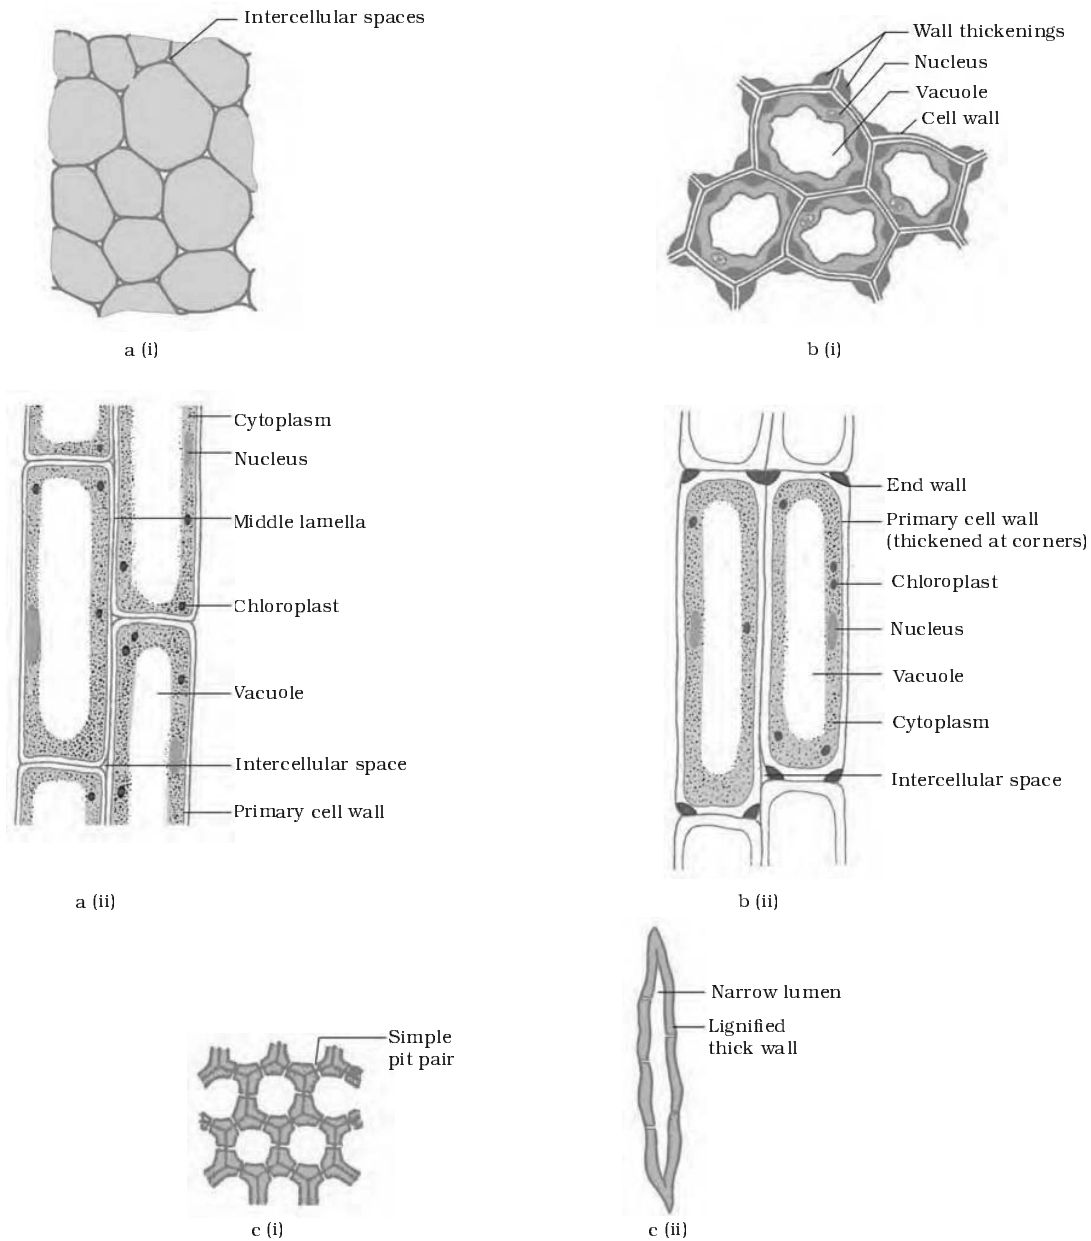 Intercellular spaces
Wall thickenings
Nucleus
Vacuole
Cell wall
a (i)
b (i)
Cytoplasm
Nucleus
Middle lamella
Chloroplast
Vacuole
Intercellular space
Primary cell wall
a (ii)
End wall
Primary cell wall
(thickened at corners)
Chloroplast
Nucleus
Vacuole
Cytoplasm
Intercellular space
b (ii)
Simple
pit pair
c (i)
Narrow lumen
Lignified
thick wall
c (ii)